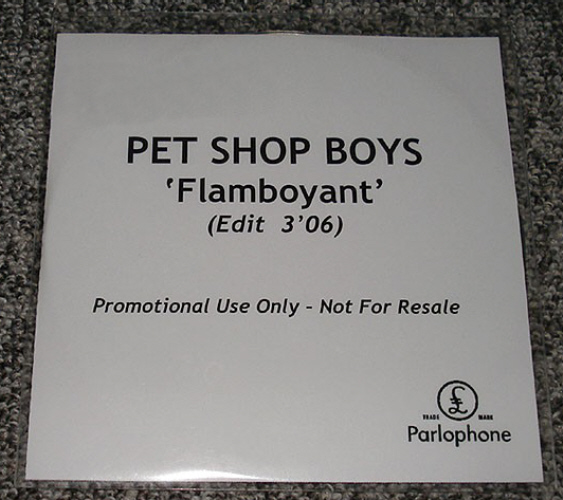 PET SHOP BOYS
‘Flamboyant’
(Edit 3’06)
Promotional Use Only - Not For Resale
£
TRADE MARK
Parlophone